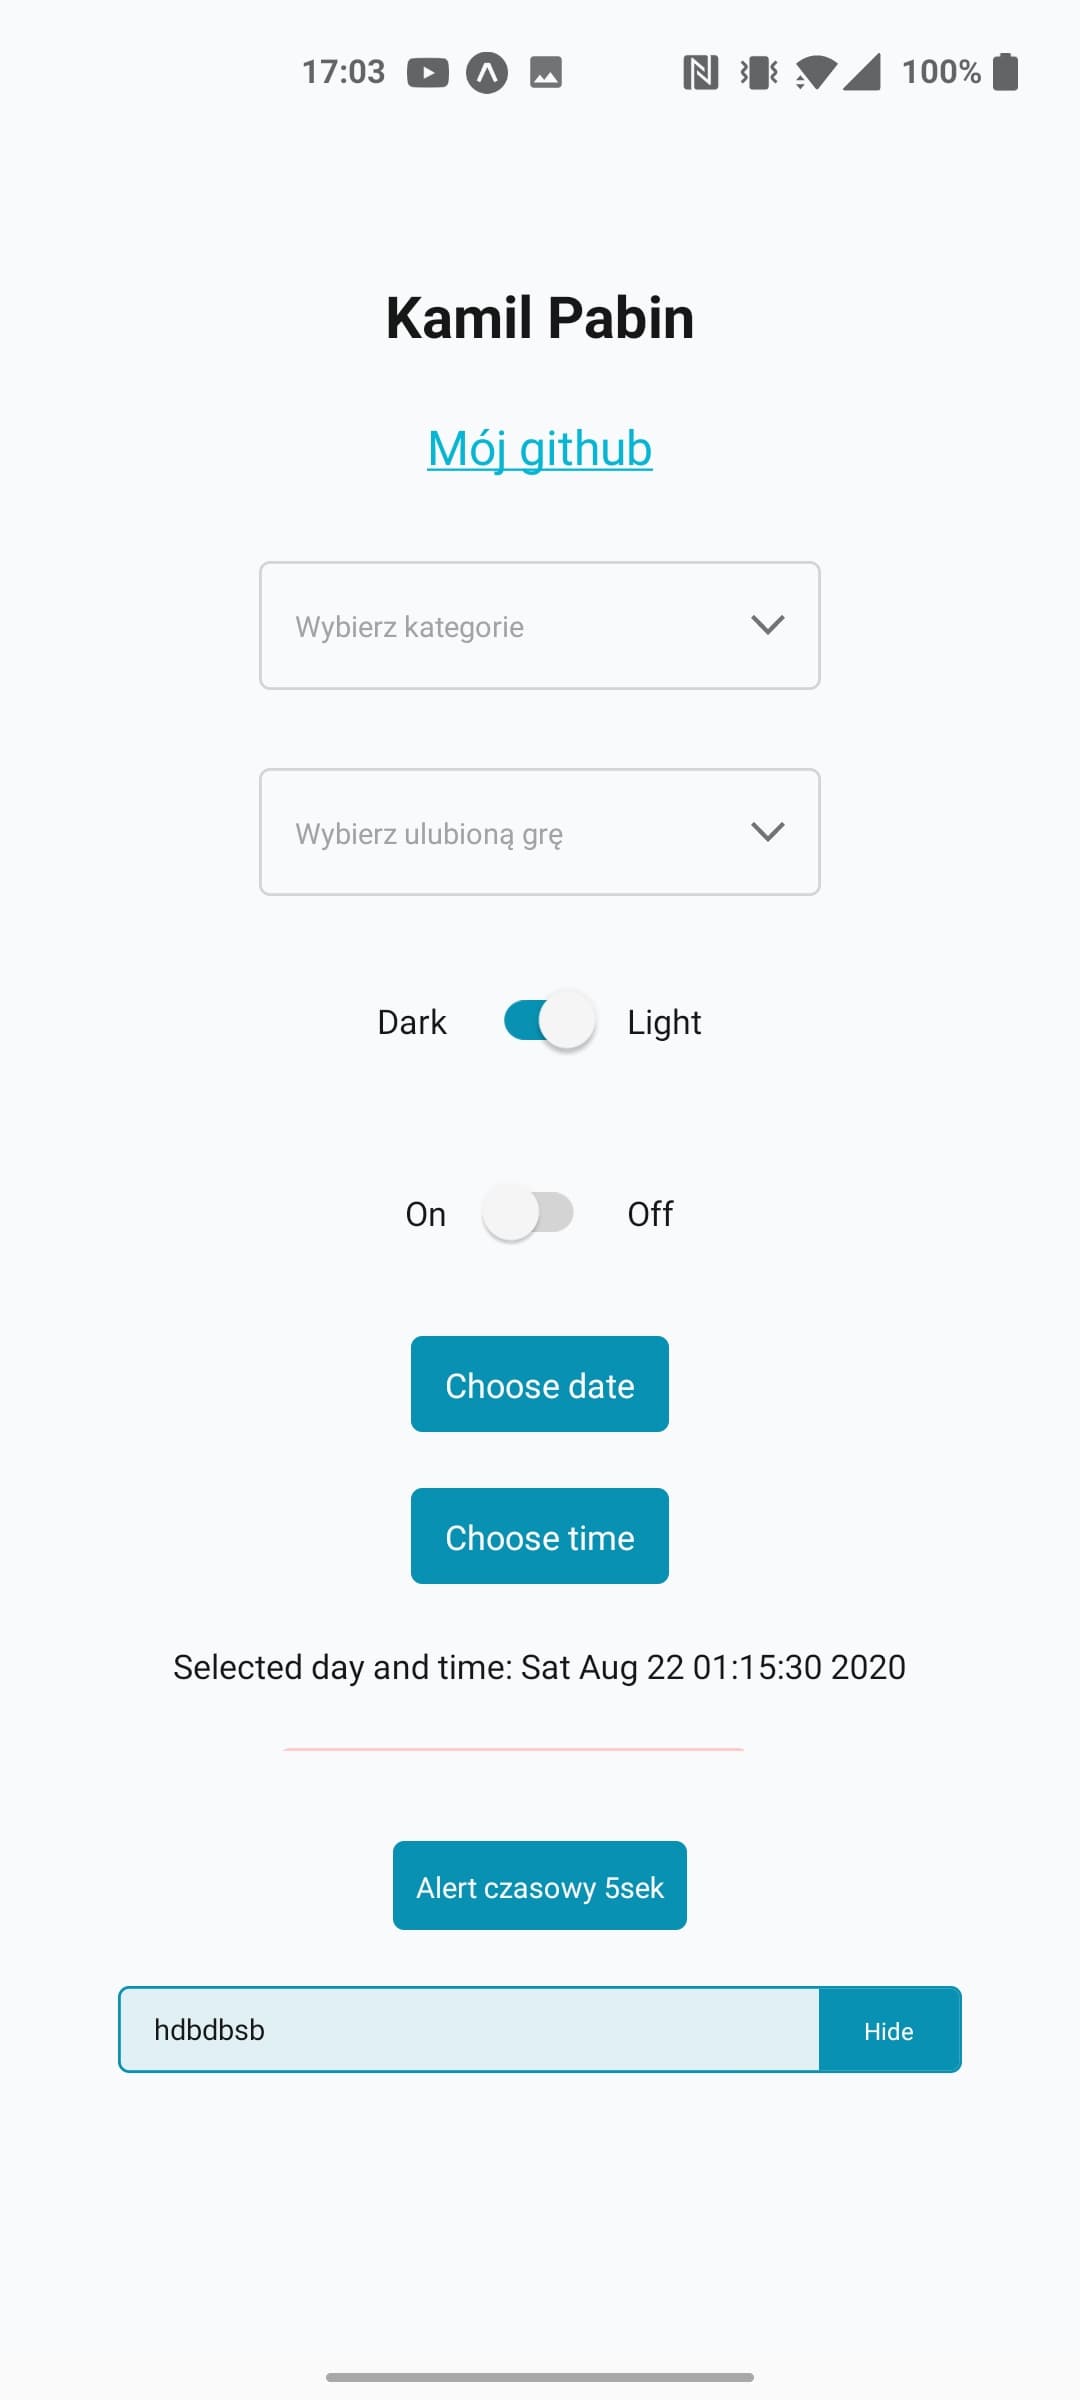 17:03 100%
Kamil Pabin
Mój github
Wybierz kategorie
Wybierz ulubioną grę
Dark Light
On Off
Choose date
Choose time
Selected day and time: Sat Aug 22 01:15:30 2020
Alert czasowy 5sek
hdbdbsb Hide